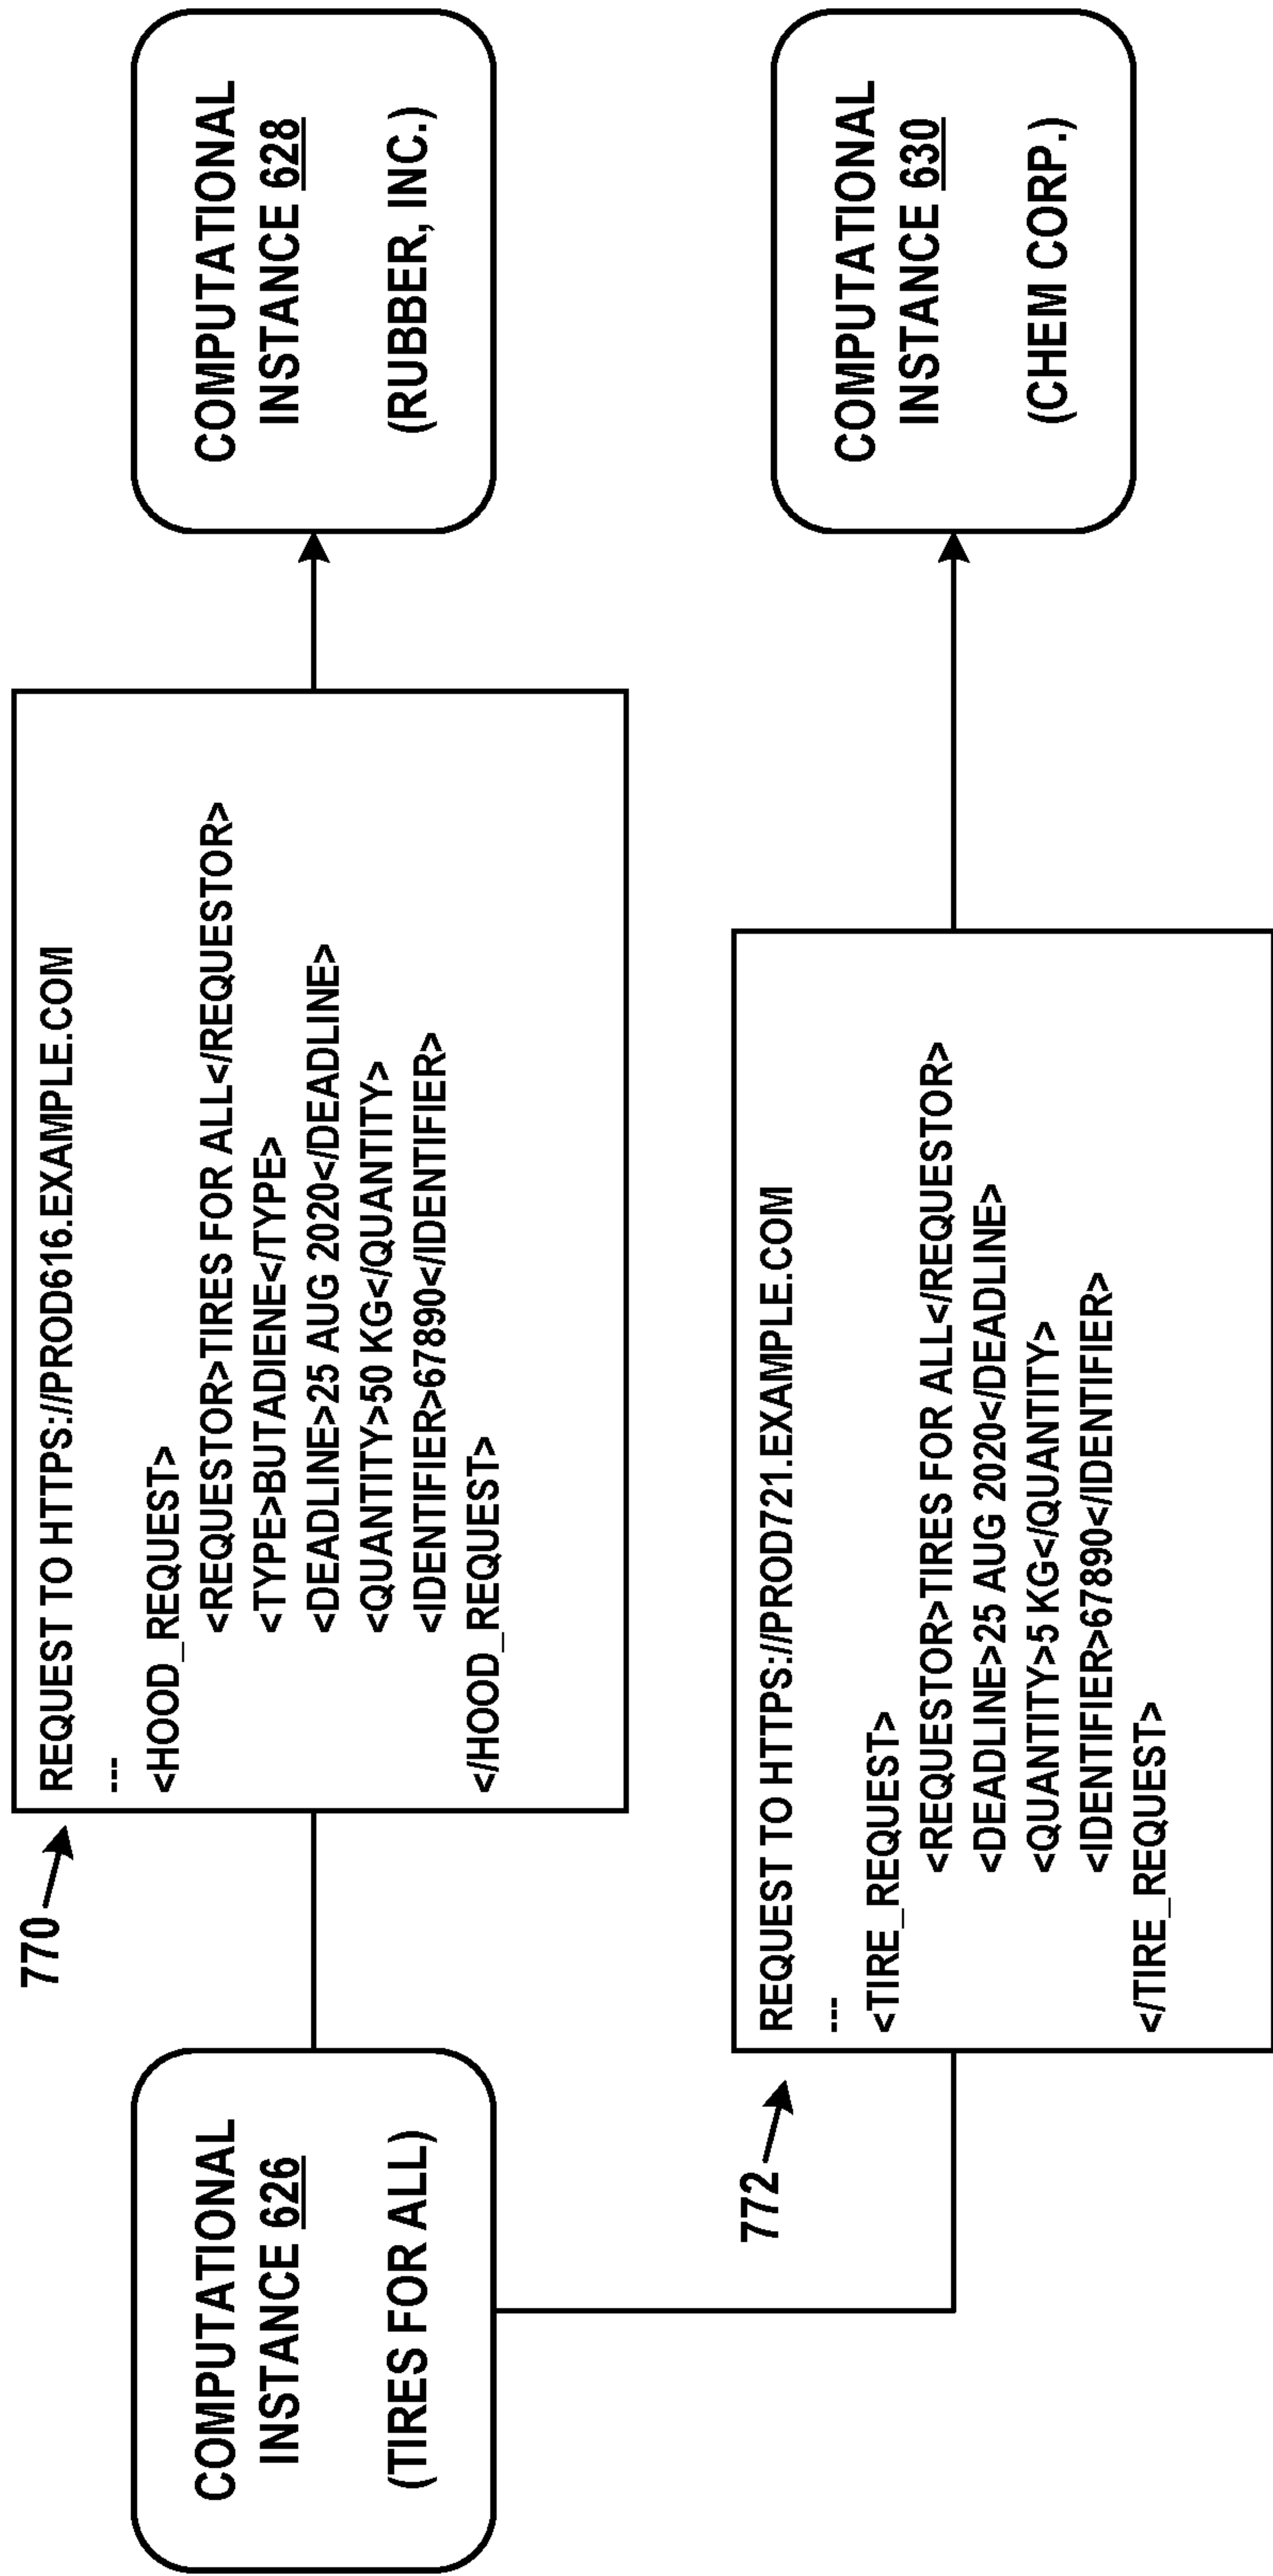 COMPUTATIONAL
INSTANCE 626
(TIRES FOR ALL)
770
REQUEST TO HTTPS://PROD616.EXAMPLE.COM
...
<HOOD_REQUEST>
<REQUESTOR>TIRES FOR ALL</REQUESTOR>
<TYPE>BUTADIENE</TYPE>
<DEADLINE>25 AUG 2020</DEADLINE>
<QUANTITY>50 KG</QUANTITY>
<IDENTIFIER>67890</IDENTIFIER>
</HOOD_REQUEST>
COMPUTATIONAL
INSTANCE 628
(RUBBER, INC.)
772
REQUEST TO HTTPS://PROD721.EXAMPLE.COM
...
<TIRE_REQUEST>
<REQUESTOR>TIRES FOR ALL</REQUESTOR>
<DEADLINE>25 AUG 2020</DEADLINE>
<QUANTITY>5 KG</QUANTITY>
<IDENTIFIER>67890</IDENTIFIER>
</TIRE_REQUEST>
COMPUTATIONAL
INSTANCE 630
(CHEM CORP.)